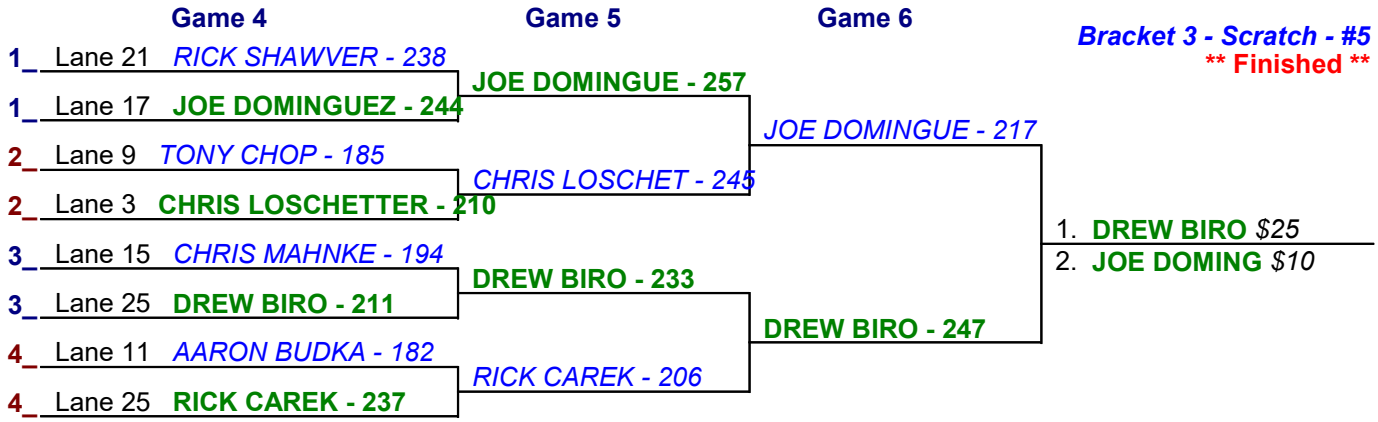 Game 4 Game 5 Game 6
Bracket 3 - Scratch - #5
** Finished **
1_ Lane 21 RICK SHAWVER - 238
JOE DOMINGUE - 257
1_ Lane 17 JOE DOMINGUEZ - 244
JOE DOMINGUE - 217
2_ Lane 9 TONY CHOP - 185
CHRIS LOSCHET - 245
2_ Lane 3 CHRIS LOSCHETTER - 210
1. DREW BIRO $25
2. JOE DOMING $10
3_ Lane 15 CHRIS MAHNKE - 194
DREW BIRO - 233
3_ Lane 25 DREW BIRO - 211
DREW BIRO - 247
4_ Lane 11 AARON BUDKA - 182
RICK CAREK - 206
4_ Lane 25 RICK CAREK - 237